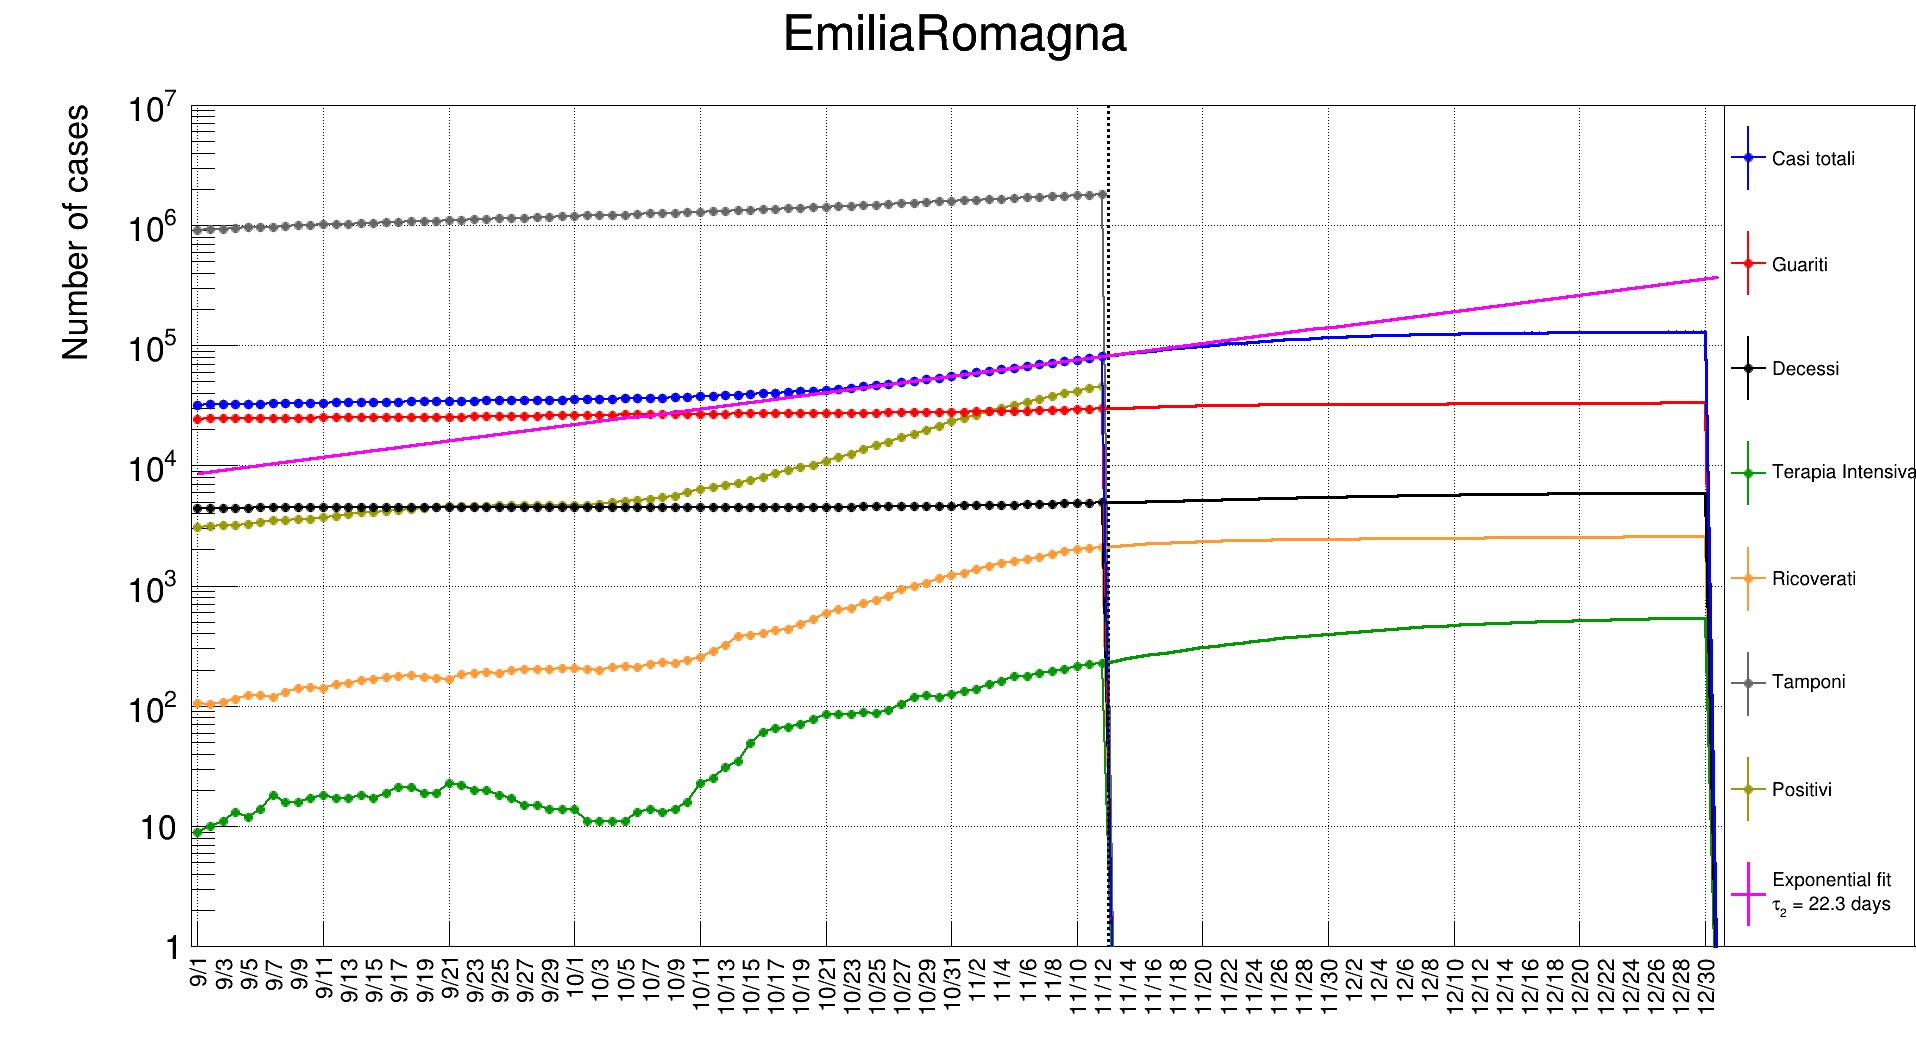 EmiliaRomagna
Number of cases
10^7
10^6
10^5
10^4
10^3
10^2
10
1
9/1 9/3 9/5 9/7 9/9 9/11 9/13 9/15 9/17 9/19 9/21 9/23 9/25 9/27 9/29 10/1 10/3 10/5 10/7 10/9 10/11 10/13 10/15 10/17 10/19 10/21 10/23 10/25 10/27 10/29 10/31 11/2 11/4 11/6 11/8 11/10 11/12 11/14 11/16 11/18 11/20 11/22 11/24 11/26 11/28 11/30 12/2 12/4 12/6 12/8 12/10 12/12 12/14 12/16 12/18 12/20 12/22 12/24 12/26 12/28 12/30
Casi totali
Guariti
Decessi
Terapia Intensiva
Ricoverati
Tamponi
Positivi
Exponential fit
τ_2 = 22.3 days